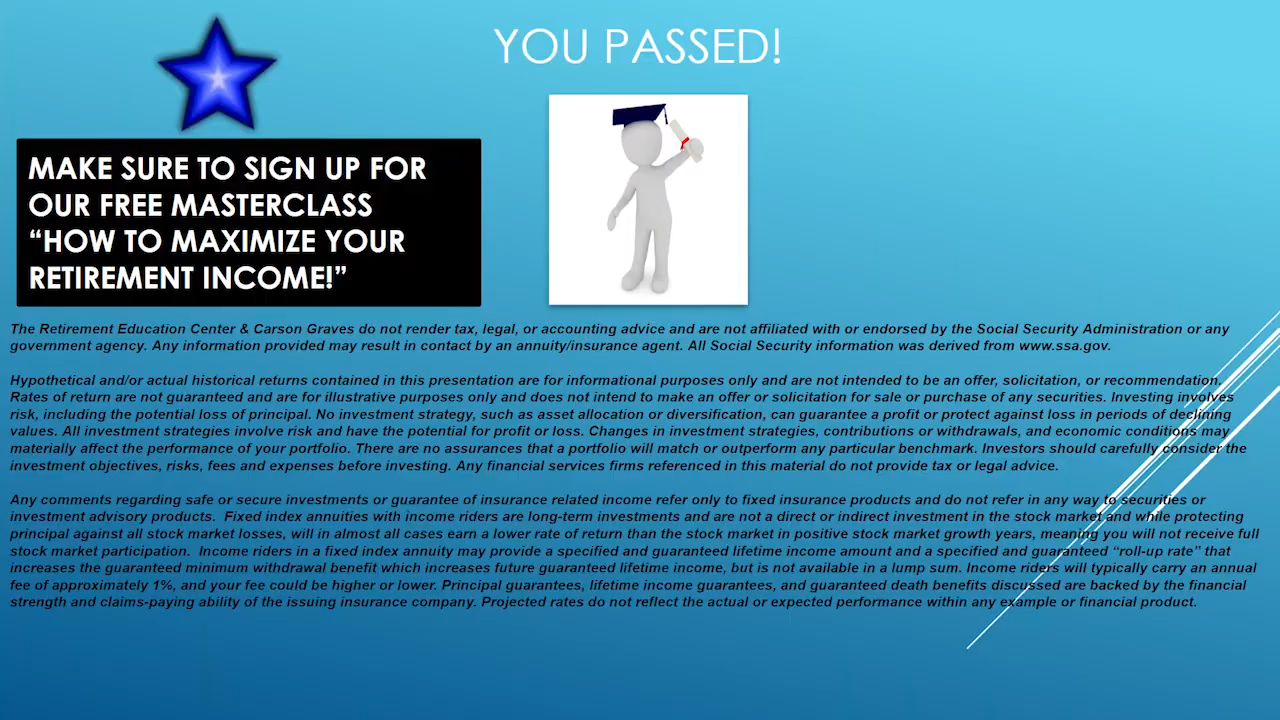 YOU PASSED!
MAKE SURE TO SIGN UP FOR
OUR FREE MASTERCLASS
“HOW TO MAXIMIZE YOUR
RETIREMENT INCOME!”
The Retirement Education Center & Carson Graves do not render tax, legal, or accounting advice and are not affiliated with or endorsed by the Social Security Administration or any
government agency. Any information provided may result in contact by an annuity/insurance agent. All Social Security information was derived from www.ssa.gov.
Hypothetical and/or actual historical returns contained in this presentation are for informational purposes only and are not intended to be an offer, solicitation, or recommendation.
Rates of return are not guaranteed and are for illustrative purposes only and does not intend to make an offer or solicitation for sale or purchase of any securities. Investing involves
risk, including the potential loss of principal. No investment strategy, such as asset allocation or diversification, can guarantee a profit or protect against loss in periods of declining
values. All investment strategies involve risk and have the potential for profit or loss. Changes in investment strategies, contributions or withdrawals, and economic conditions may
materially affect the performance of your portfolio. There are no assurances that a portfolio will match or outperform any particular benchmark. Investors should carefully consider the
investment objectives, risks, fees and expenses before investing. Any financial services firms referenced in this material do not provide tax or legal advice.
Any comments regarding safe or secure investments or guarantee of insurance related income refer only to fixed insurance products and do not refer in any way to securities or
investment advisory products.  Fixed index annuities with income riders are long-term investments and are not a direct or indirect investment in the stock market and while protecting
principal against all stock market losses, will in almost all cases earn a lower rate of return than the stock market in positive stock market growth years, meaning you will not receive full
stock market participation.  Income riders in a fixed index annuity may provide a specified and guaranteed lifetime income amount and a specified and guaranteed “roll-up rate” that
increases the guaranteed minimum withdrawal benefit which increases future guaranteed lifetime income, but is not available in a lump sum. Income riders will typically carry an annual
fee of approximately 1%, and your fee could be higher or lower. Principal guarantees, lifetime income guarantees, and guaranteed death benefits discussed are backed by the financial
strength and claims-paying ability of the issuing insurance company. Projected rates do not reflect the actual or expected performance within any example or financial product.